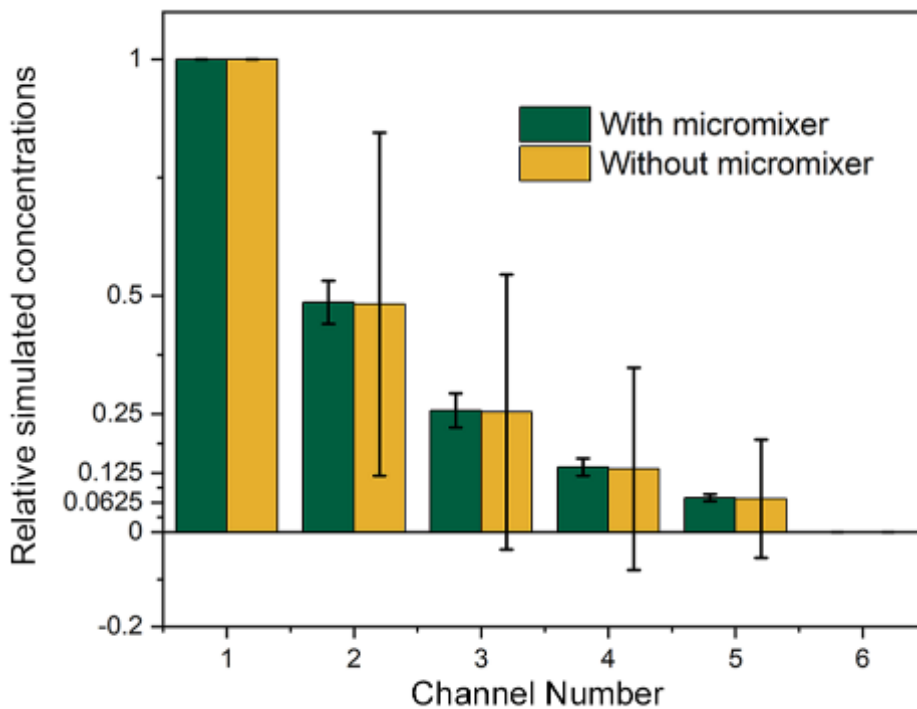 Relative simulated concentrations
1
0.5
0.25
0.125
0.0625
0
-0.2
With micromixer
Without micromixer
1 2 3 4 5 6
Channel Number